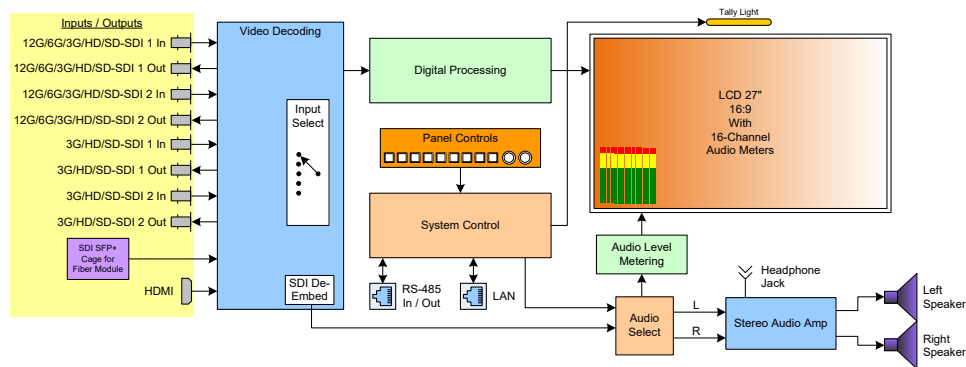 Inputs / Outputs
12G/6G/3G/HD/SD-SDI 1 In
12G/6G/3G/HD/SD-SDI 1 Out
12G/6G/3G/HD/SD-SDI 2 In
12G/6G/3G/HD/SD-SDI 2 Out
3G/HD/SD-SDI 1 In
3G/HD/SD-SDI 1 Out
3G/HD/SD-SDI 2 In
3G/HD/SD-SDI 2 Out
SDI SFP+
Cage for
Fiber Module
HDMI
Video Decoding
Input
Select
SDI De-
Embed
Digital Processing
Panel Controls
System Control
RS-485
In / Out
LAN
Tally Light
LCD 27"
16:9
With
16-Channel
Audio Meters
Audio Level
Metering
Audio
Select
L
R
Headphone
Jack
Stereo Audio Amp
Left
Speaker
Right
Speaker